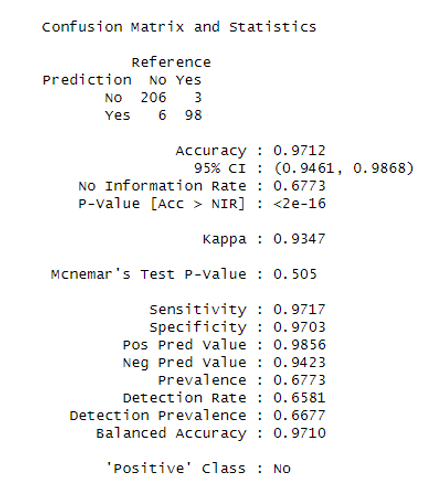 Confusion Matrix and Statistics
Reference
Prediction No Yes
No 206 3
Yes 6 98
Accuracy : 0.9712
95% CI : (0.9461, 0.9868)
No Information Rate : 0.6773
P-Value [Acc > NIR] : <2e-16
Kappa : 0.9347
Mcnemar's Test P-Value : 0.505
Sensitivity : 0.9717
Specificity : 0.9703
Pos Pred Value : 0.9856
Neg Pred Value : 0.9423
Prevalence : 0.6773
Detection Rate : 0.6581
Detection Prevalence : 0.6677
Balanced Accuracy : 0.9710
'Positive' Class : No